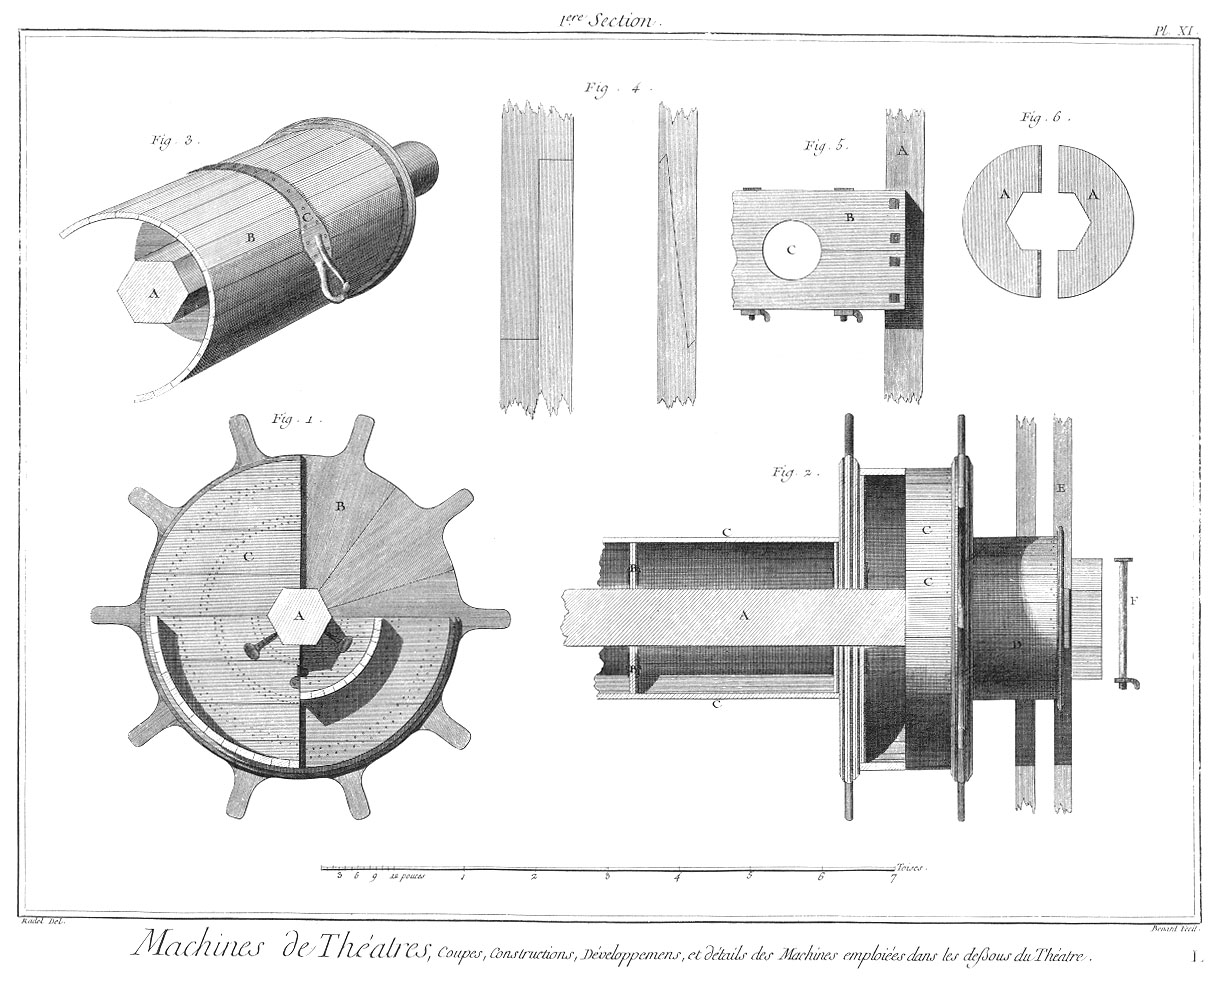 1.ere Section.
Pl. XI.
Fig. 4.
Fig. 3.
Fig. 5.
Fig. 6.
A
A
A
C
B
B
C
A
Fig. 1.
Fig. 2.
B
E
C
C
C
B
C
A
A
F
D
B
C
3 6 9 12 pouces 1 2 3 4 5 6 7 Toises.
Radel Del.
Benard Fecit.
Machines de Théatres, Coupes, Constructions, Développemens, et détails des Machines emploiées dans les dessous du Théatre.
I.